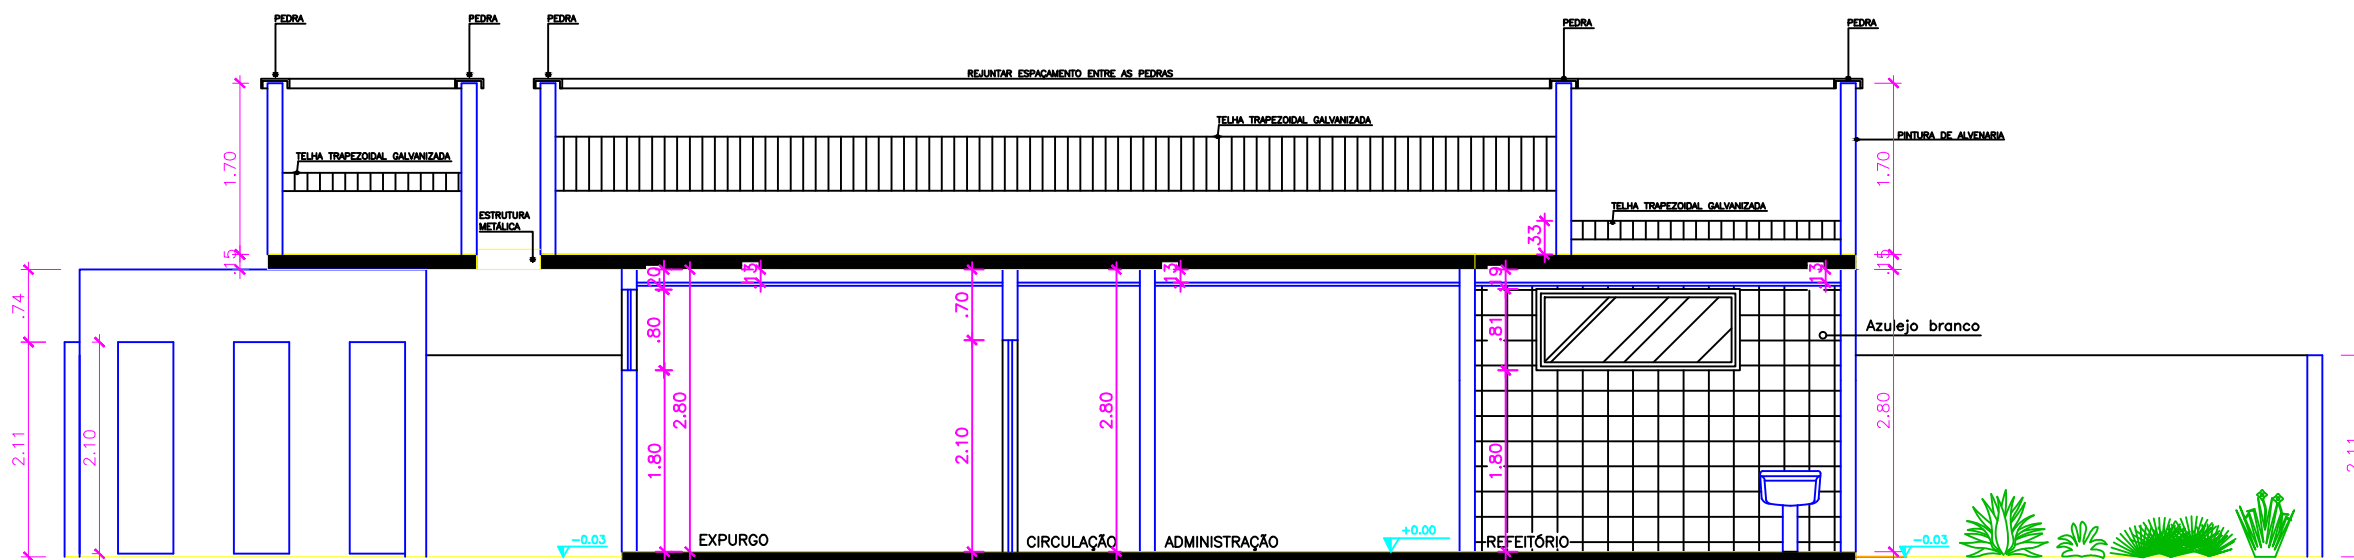 PEDRA
PEDRA
PEDRA
PEDRA
PEDRA
REJUNTAR ESPAÇAMENTO ENTRE AS PEDRAS
TELHA TRAPEZOIDAL GALVANIZADA
PINTURA DE ALVENARIA
TELHA TRAPEZOIDAL GALVANIZADA
1.70
1.70
TELHA TRAPEZOIDAL GALVANIZADA
ESTRUTURA
METÁLICA
.33
.15
.15
.20
.13
.13
.19
.13
.74
.70
.80
.81
Azulejo branco
2.11
2.10
1.80
2.80
2.10
2.80
1.80
2.80
2.11
-0.03
EXPURGO
CIRCULAÇÃO
ADMINISTRAÇÃO
+0.00
REFEITÓRIO
-0.03